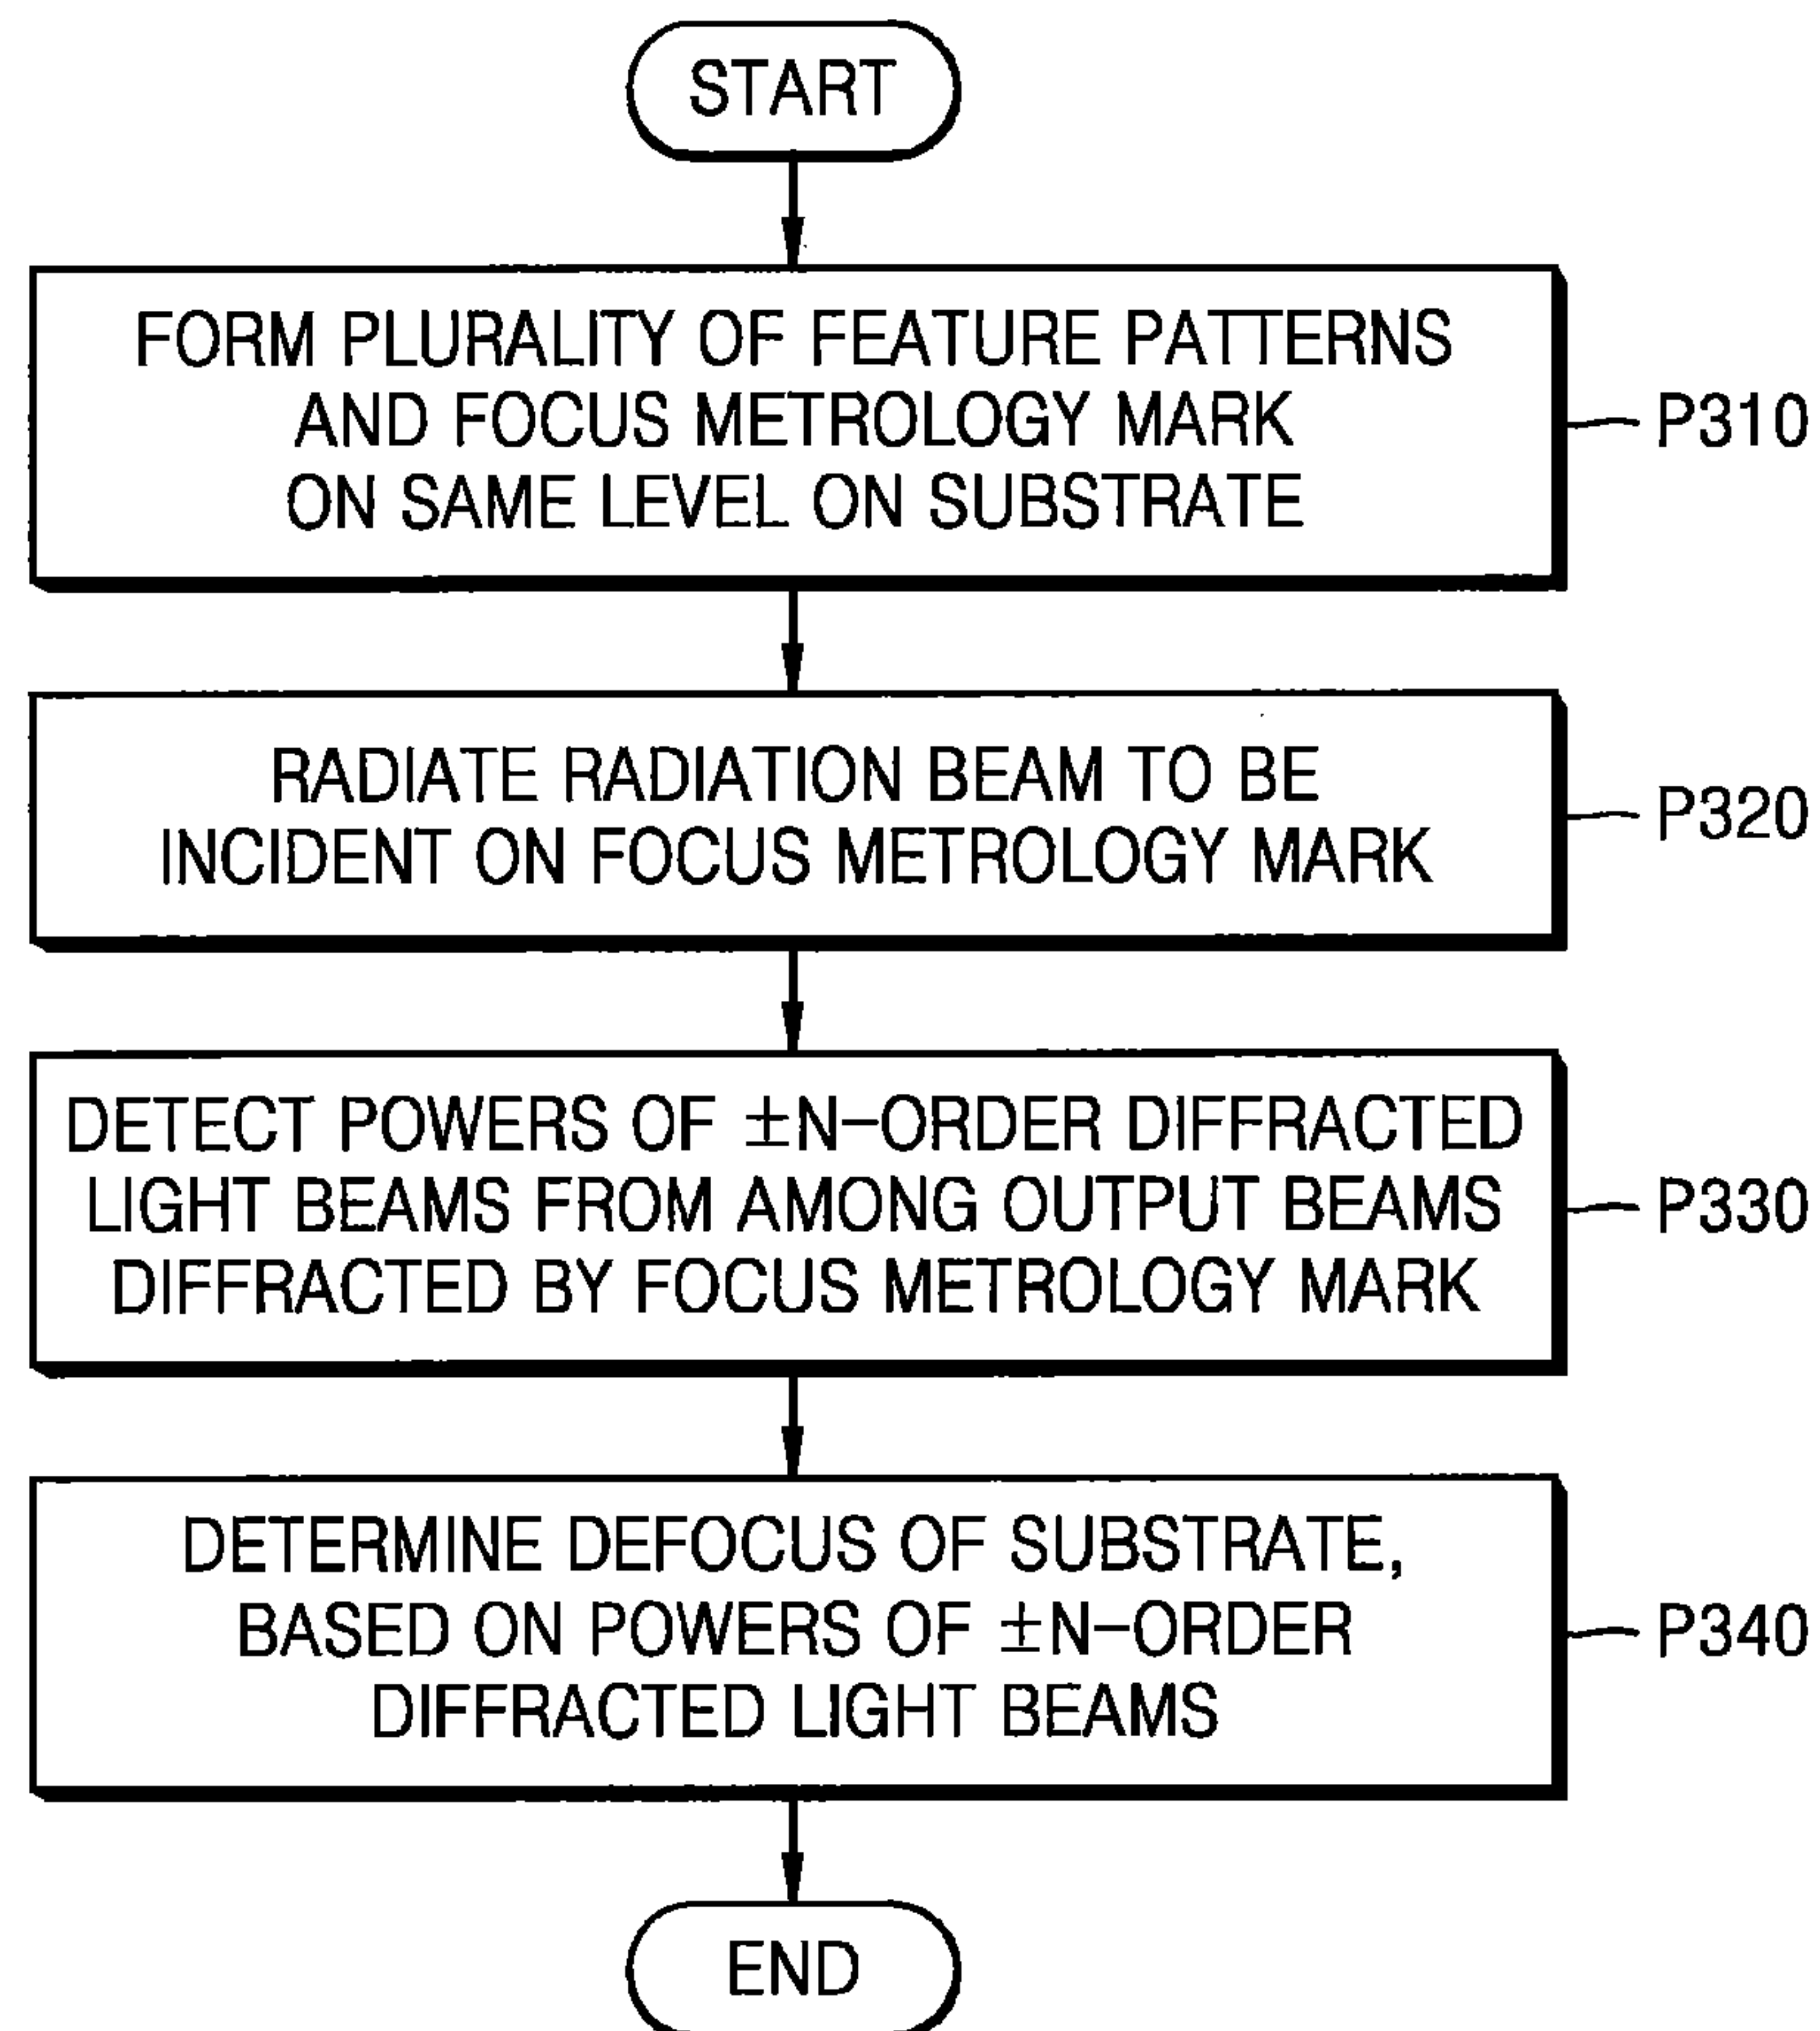 START
FORM PLURALITY OF FEATURE PATTERNS
AND FOCUS METROLOGY MARK
ON SAME LEVEL ON SUBSTRATE
P310
RADIATE RADIATION BEAM TO BE
INCIDENT ON FOCUS METROLOGY MARK
P320
DETECT POWERS OF ±N-ORDER DIFFRACTED
LIGHT BEAMS FROM AMONG OUTPUT BEAMS
DIFFRACTED BY FOCUS METROLOGY MARK
P330
DETERMINE DEFOCUS OF SUBSTRATE,
BASED ON POWERS OF ±N-ORDER
DIFFRACTED LIGHT BEAMS
P340
END